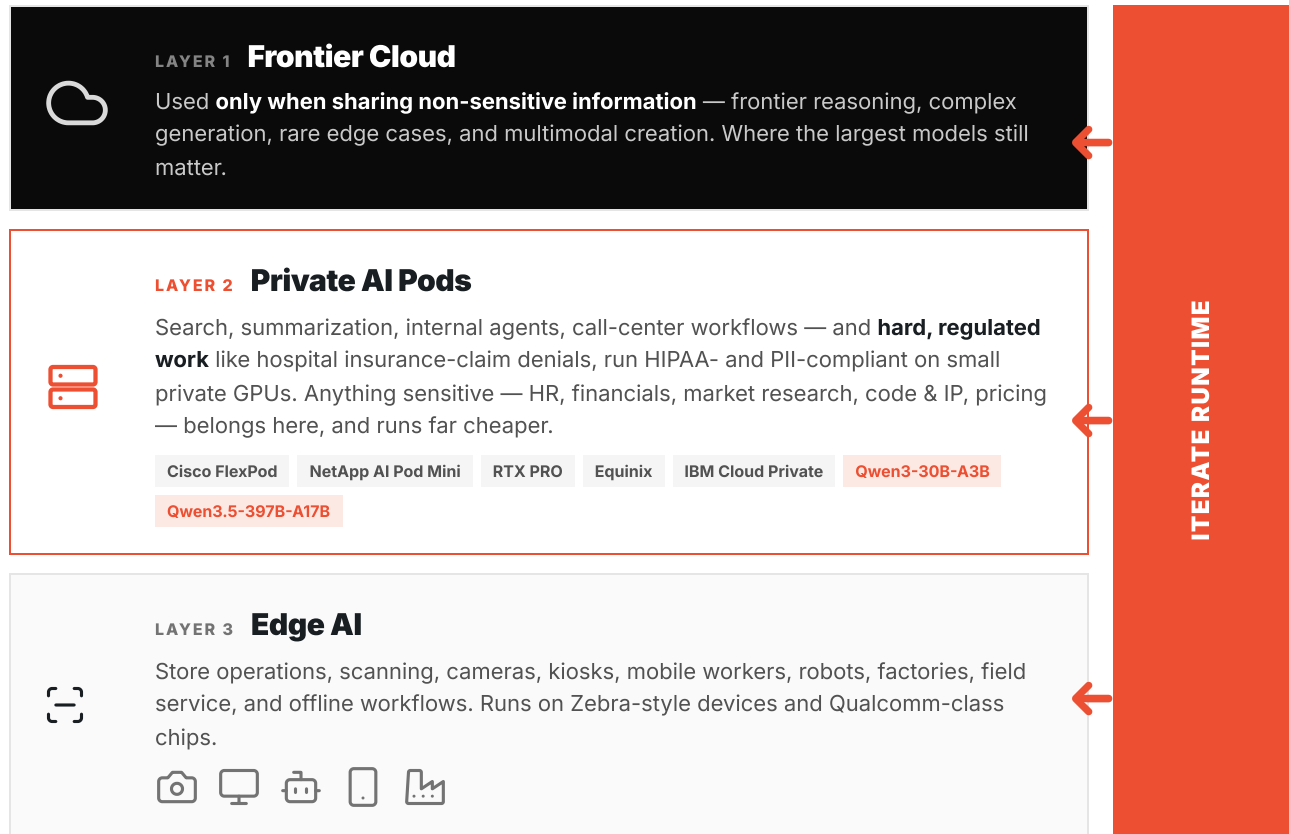 LAYER 1 Frontier Cloud
Used only when sharing non-sensitive information — frontier reasoning, complex
generation, rare edge cases, and multimodal creation. Where the largest models still
matter.
LAYER 2 Private AI Pods
Search, summarization, internal agents, call-center workflows — and hard, regulated
work like hospital insurance-claim denials, run HIPAA- and PII-compliant on small
private GPUs. Anything sensitive — HR, financials, market research, code & IP, pricing
— belongs here, and runs far cheaper.
Cisco FlexPod NetApp AI Pod Mini RTX PRO Equinix IBM Cloud Private Qwen3-30B-A3B
Qwen3.5-397B-A17B
LAYER 3 Edge AI
Store operations, scanning, cameras, kiosks, mobile workers, robots, factories, field
service, and offline workflows. Runs on Zebra-style devices and Qualcomm-class
chips.
ITERATE RUNTIME